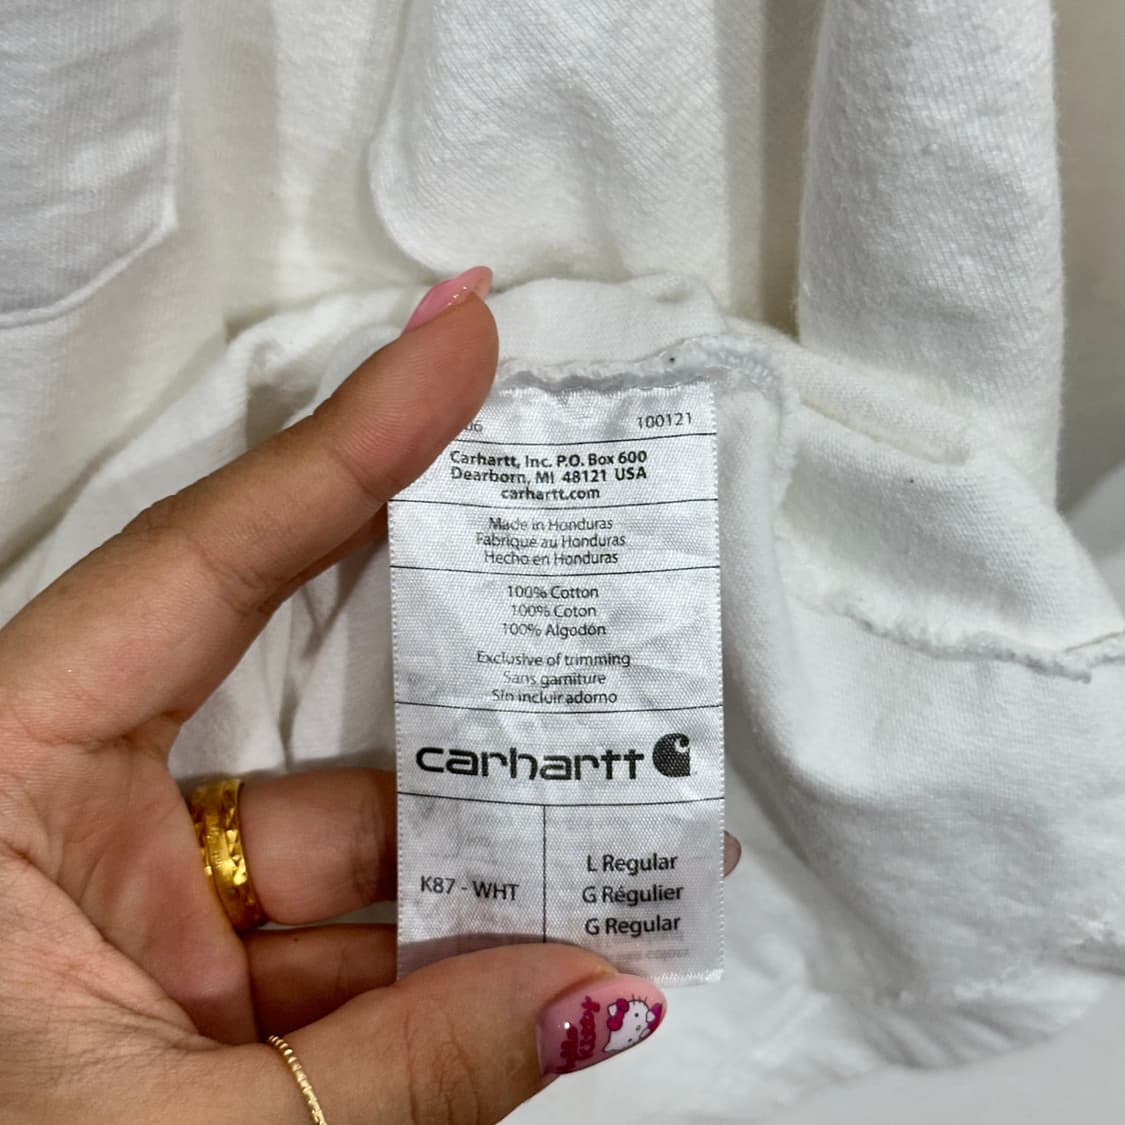 100121
Carhartt, Inc. P.O. Box 600
Dearborn, MI 48121 USA
carhartt.com
Made in Honduras
Fabriqué au Honduras
Hecho en Honduras
100% Cotton
100% Coton
100% Algodón
Exclusive of trimming
Sans garniture
Sin incluir adorno
carhartt
K87 - WHT
L Regular
G Régulier
G Regular
Hello
Kitty